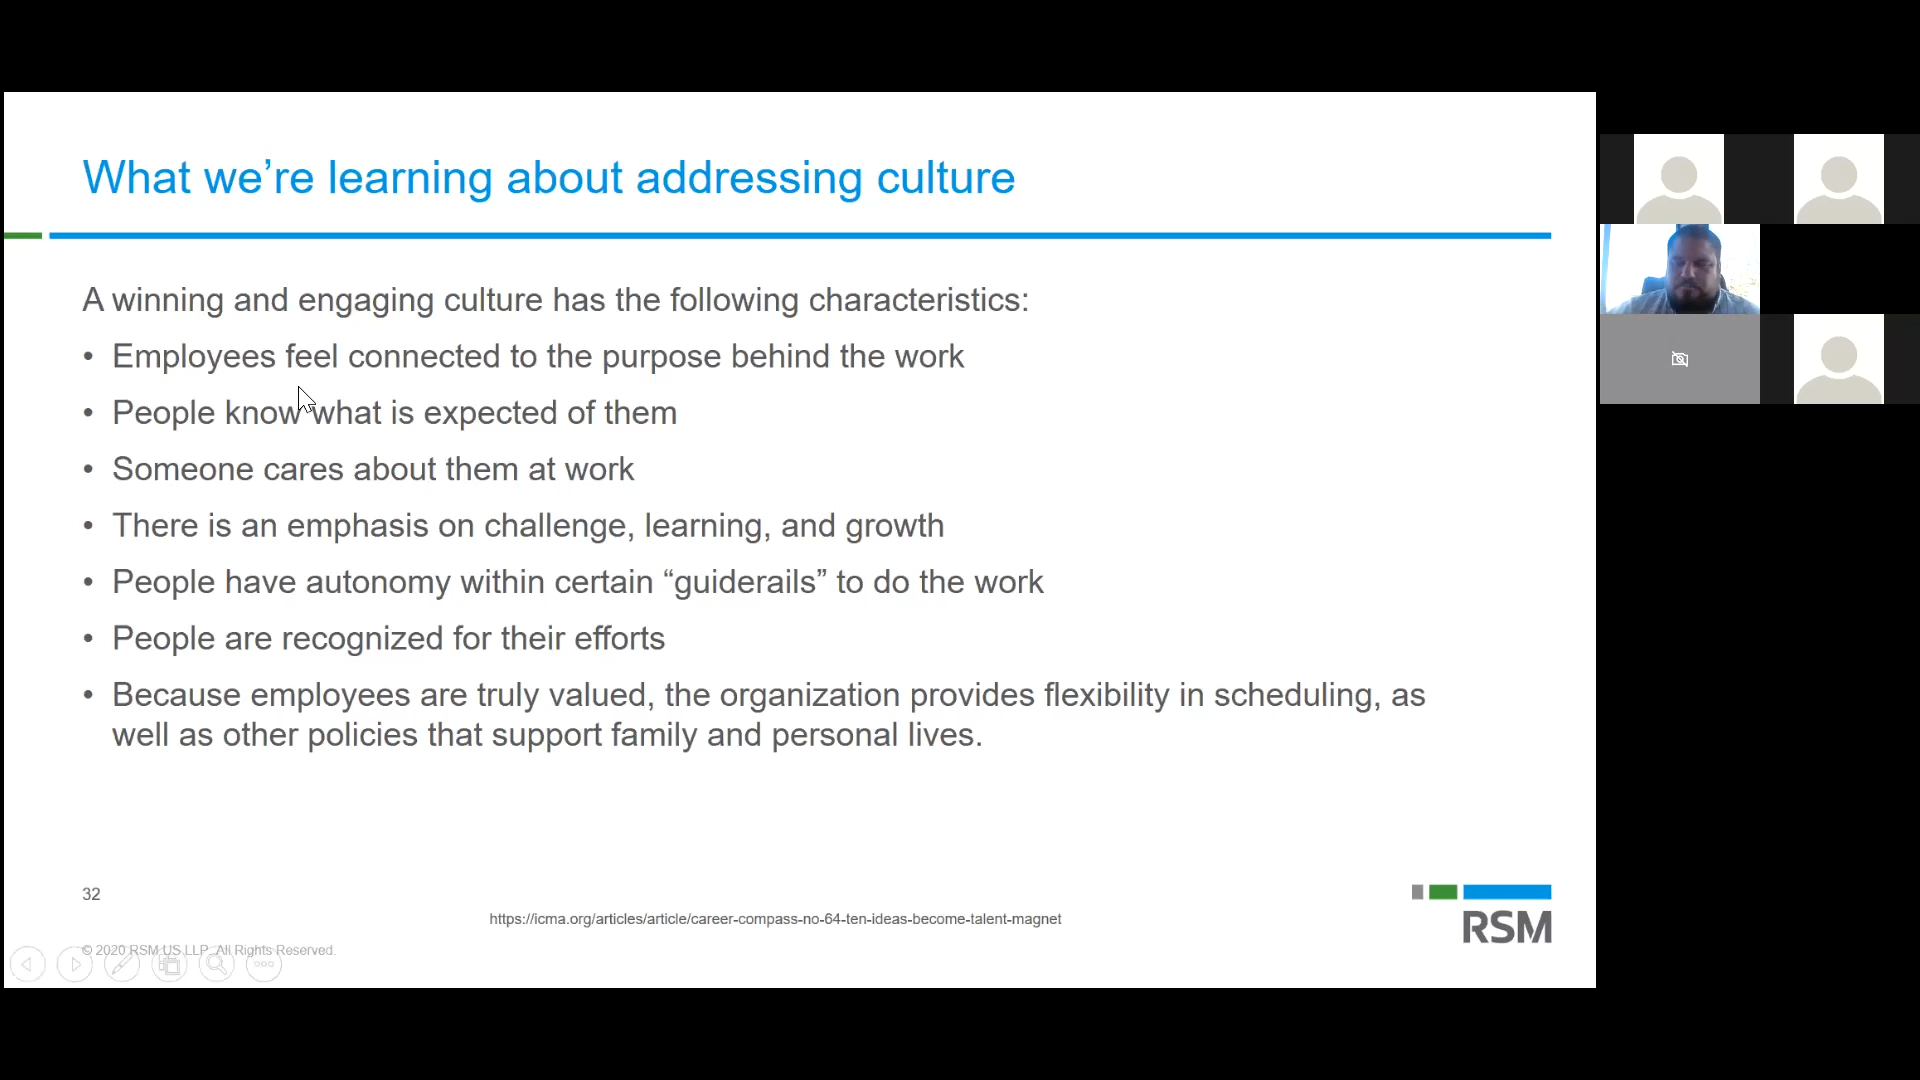 What we’re learning about addressing culture
A winning and engaging culture has the following characteristics:
• Employees feel connected to the purpose behind the work
• People know what is expected of them
• Someone cares about them at work
• There is an emphasis on challenge, learning, and growth
• People have autonomy within certain “guiderails” to do the work
• People are recognized for their efforts
• Because employees are truly valued, the organization provides flexibility in scheduling, as
well as other policies that support family and personal lives.
32
https://icma.org/articles/article/career-compass-no-64-ten-ideas-become-talent-magnet
RSM
© 2020 RSM US LLP. All Rights Reserved.